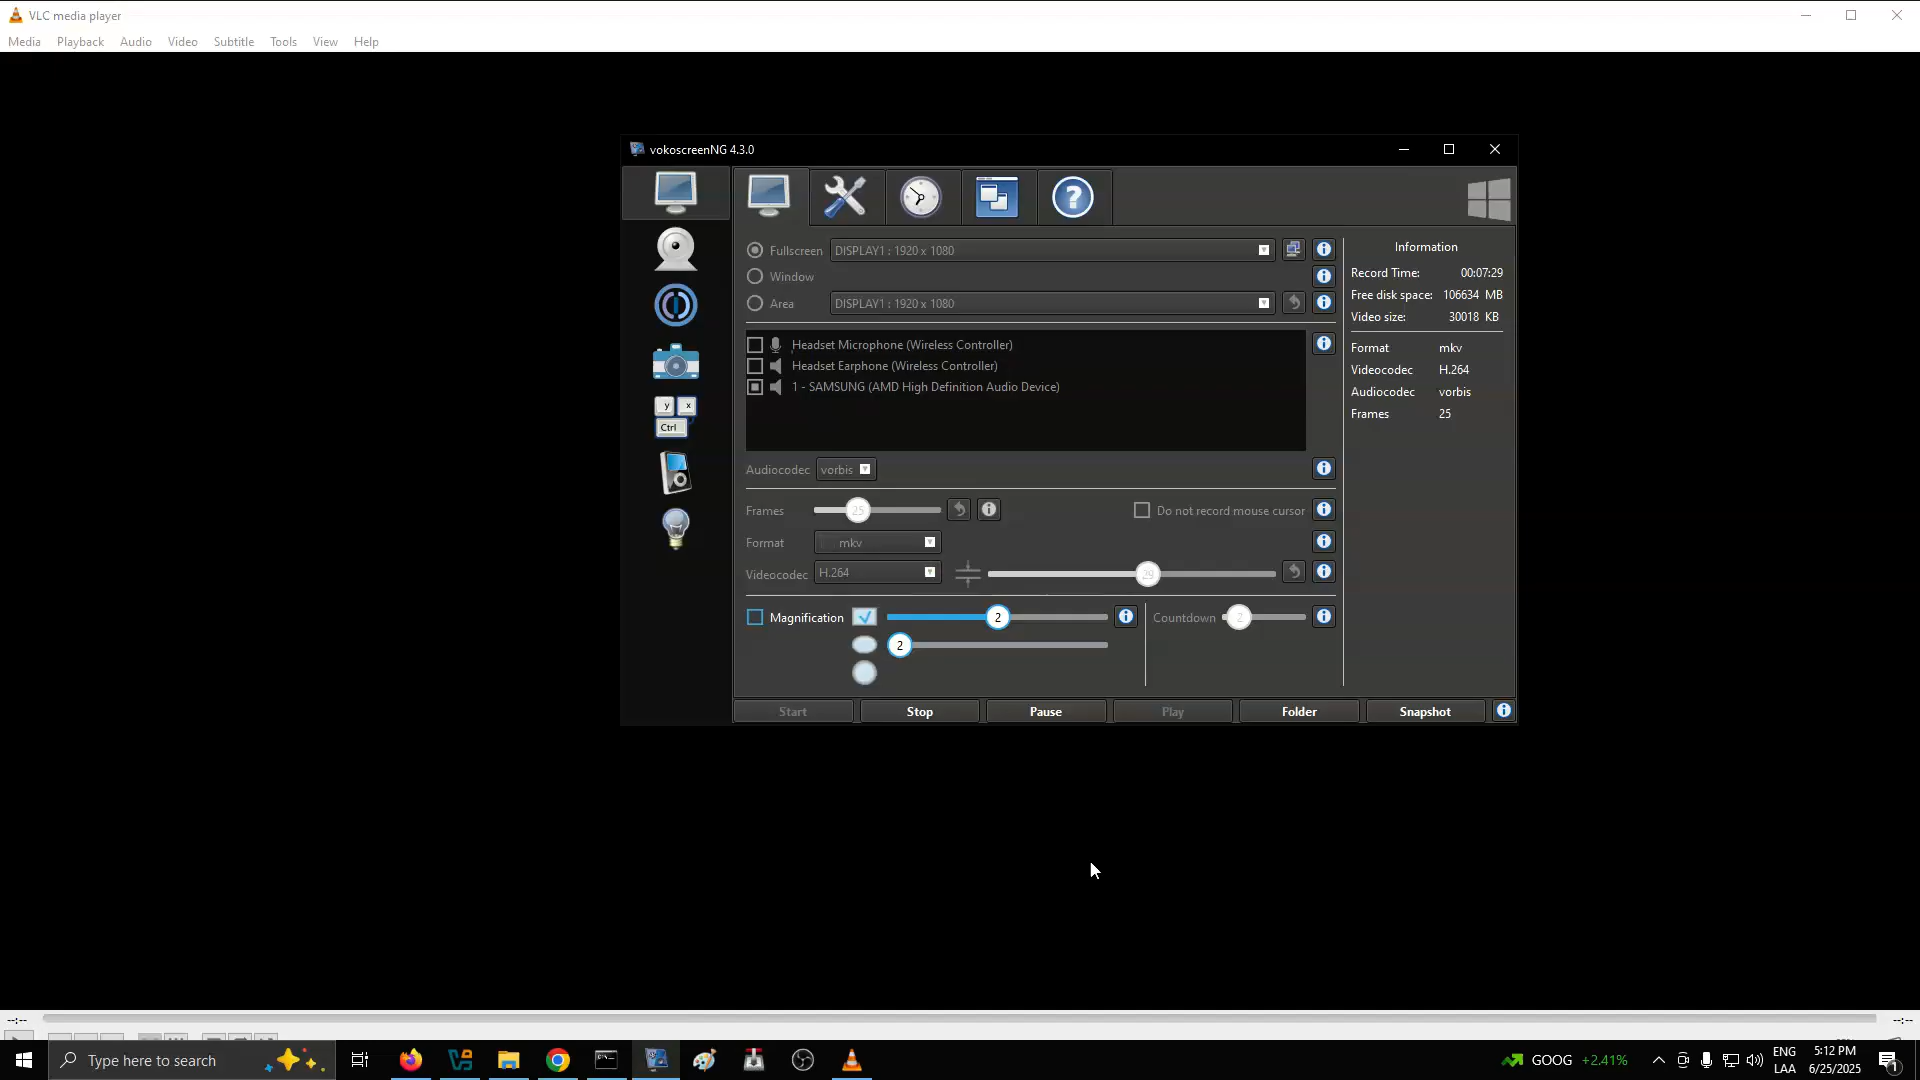 VLC media player
Media Playback Audio Video Subtitle Tools View Help
vokoscreenNG 4.3.0
Fullscreen DISPLAY1 : 1920 x 1080
Window
Area DISPLAY1 : 1920 x 1080
Headset Microphone (Wireless Controller)
Headset Earphone (Wireless Controller)
1 - SAMSUNG (AMD High Definition Audio Device)
Audiocodec vorbis
Frames 25 Do not record mouse cursor
Format mkv
Videocodec H.264 29
Magnification 2 Countdown 2
2
Information
Record Time: 00:07:29
Free disk space: 106634 MB
Video size: 30018 KB
Format mkv
Videocodec H.264
Audiocodec vorbis
Frames 25
y x
Ctrl
Start Stop Pause Play Folder Snapshot
--:-- --:--
Type here to search
GOOG +2.41%
ENG
LAA
5:12 PM
6/25/2025
1